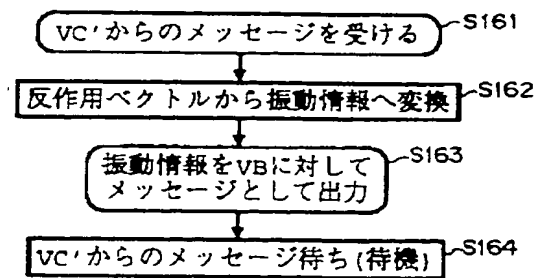 VC'からのメッセージを受ける
S161
反作用ベクトルから振動情報へ変換
S162
振動情報をVBに対して
メッセージとして出力
S163
VC'からのメッセージ待ち(待機)
S164